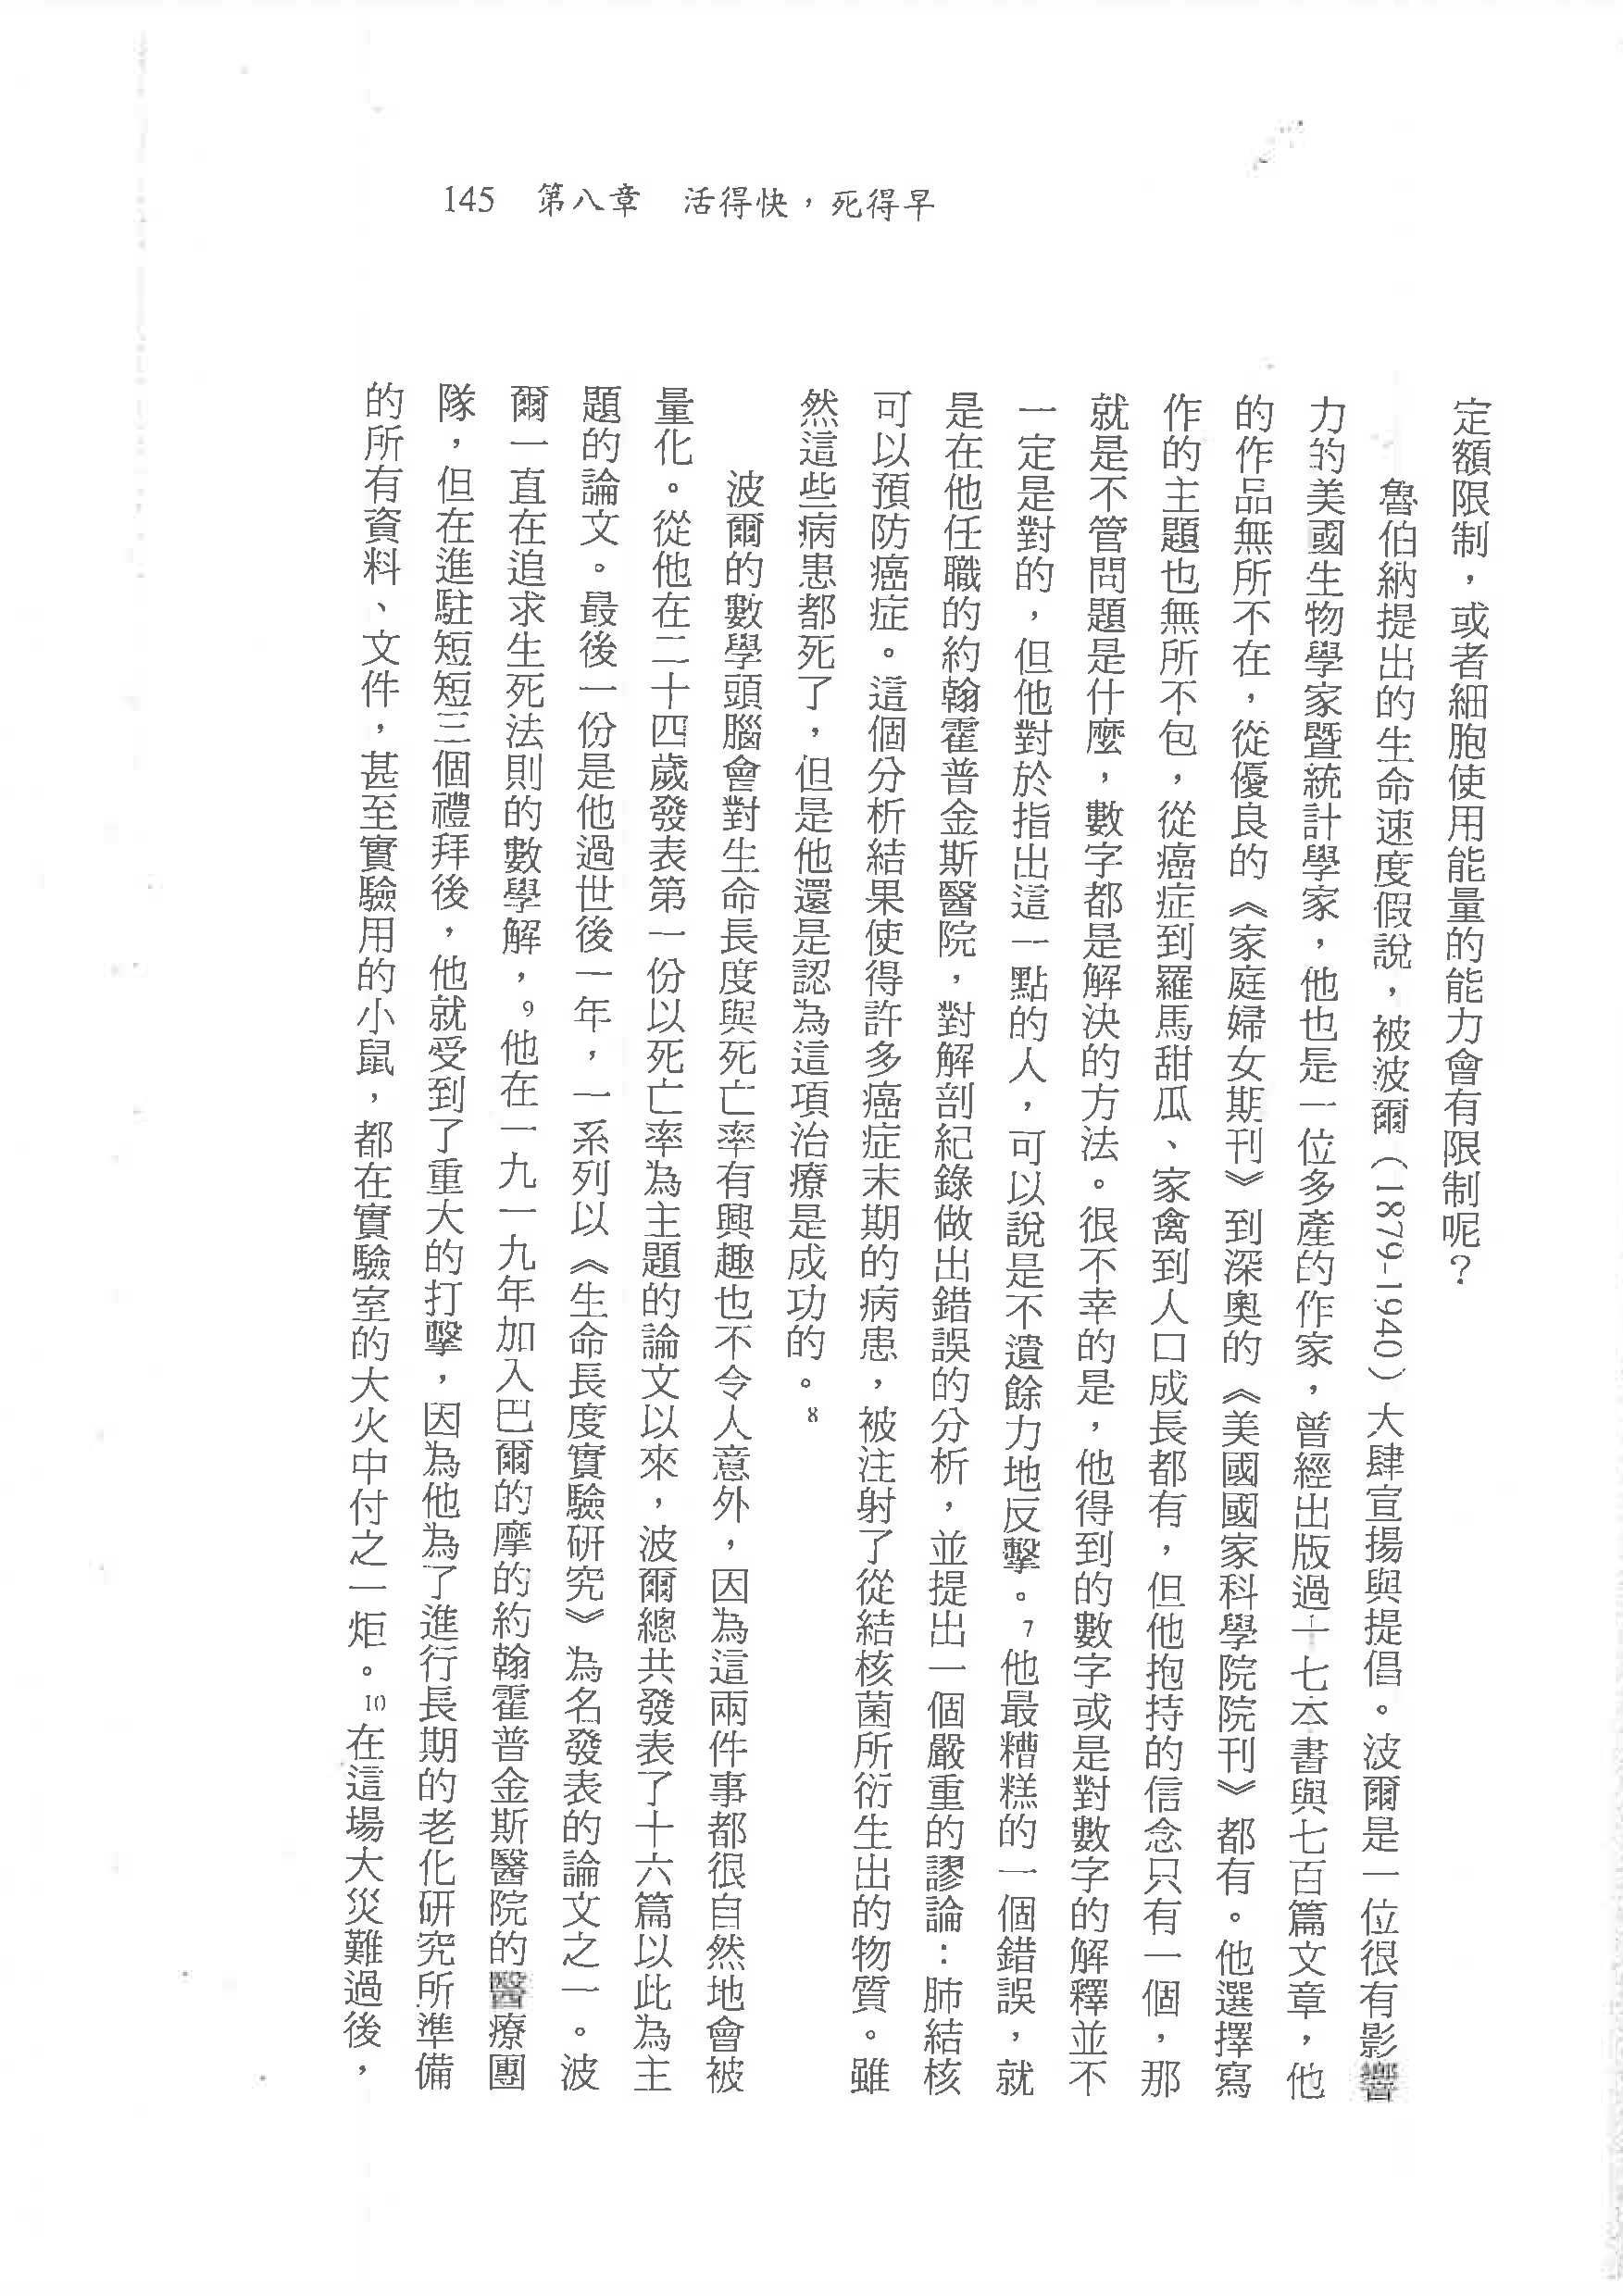 145 第八章 活得快，死得早
定額限制，或者細胞使用能量的能力會有限制呢？
魯伯納提出的生命速度假說，被波爾（1879-1940）大肆宣揚與提倡。波爾是一位很有影響
力的美國生物學家暨統計學家，他也是一位多產的作家，曾經出版過十七本書與七百篇文章，他
的作品無所不在，從優良的《家庭婦女期刊》到深奧的《美國國家科學院院刊》都有。他選擇寫
作的主題也無所不包，從癌症到羅馬甜瓜、家禽到人口成長都有，但他抱持的信念只有一個，那
就是不管問題是什麼，數字都是解決的方法。很不幸的是，他得到的數字或是對數字的解釋並不
一定是對的，但他對於指出這一點的人，可以說是不遺餘力地反擊。7他最糟糕的一個錯誤，就
是在他任職的約翰霍普金斯醫院，對解剖紀錄做出錯誤的分析，並提出一個嚴重的謬論：肺結核
可以預防癌症。這個分析結果使得許多癌症末期的病患，被注射了從結核菌所衍生出的物質。雖
然這些病患都死了，但是他還是認為這項治療是成功的。8
波爾的數學頭腦會對生命長度與死亡率有興趣也不令人意外，因為這兩件事都很自然地會被
量化。從他在二十四歲發表第一份以死亡率為主題的論文以來，波爾總共發表了十六篇以此為主
題的論文。最後一份是他過世後一年，一系列以《生命長度實驗研究》為名發表的論文之一。波
爾一直在追求生死法則的數學解，9他在一九一九年加入巴爾的摩的約翰霍普金斯醫院的醫療團
隊，但在進駐短短三個禮拜後，他就受到了重大的打擊，因為他為了進行長期的老化研究所準備
的所有資料、文件，甚至實驗用的小鼠，都在實驗室的大火中付之一炬。10在這場大災難過後，